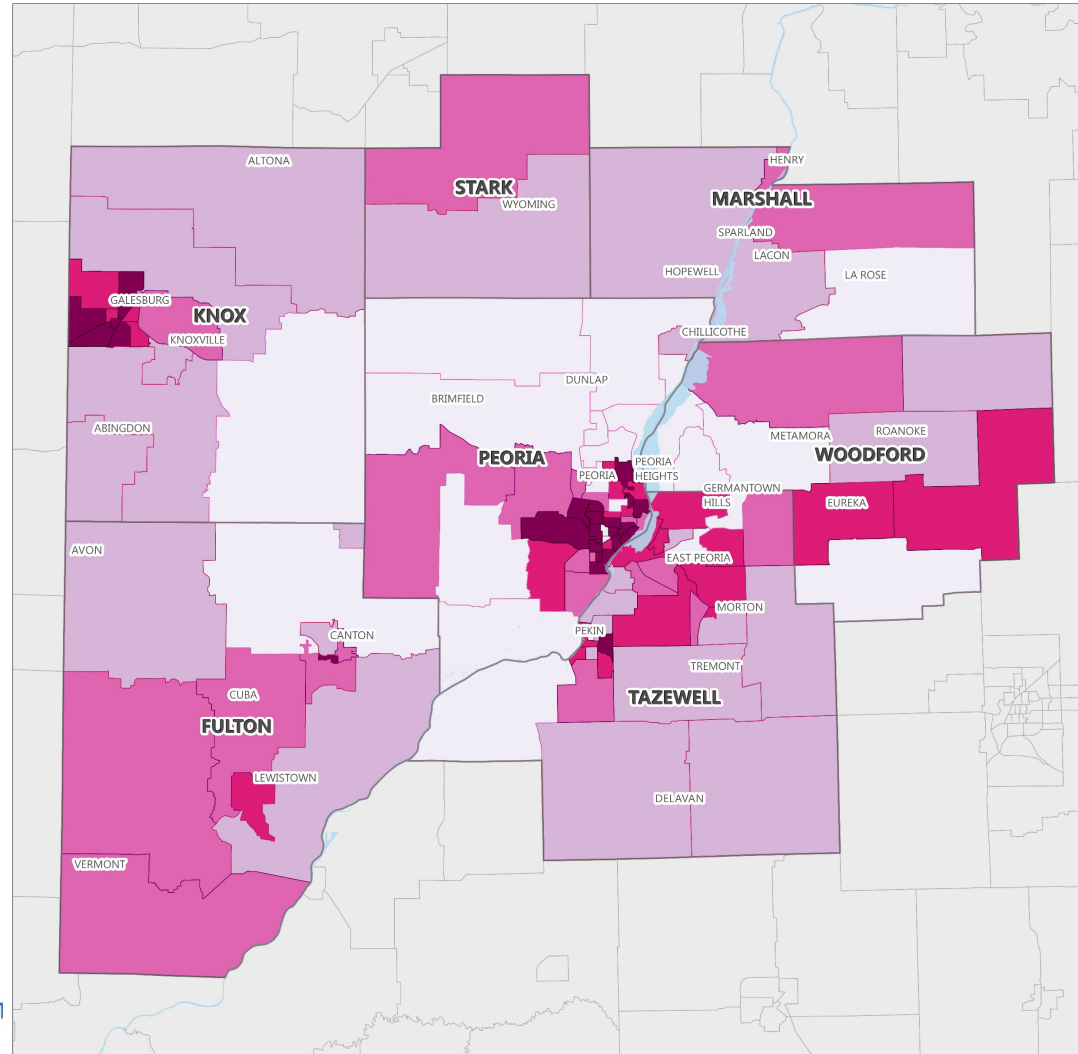 ALTONA
HENRY
STARK
MARSHALL
WYOMING
SPARLAND
LACON
HOPEWELL
LA ROSE
GALESBURG
KNOX
KNOXVILLE
CHILLICOTHE
DUNLAP
BRIMFIELD
ABINGDON
METAMORA
ROANOKE
WOODFORD
PEORIA
PEORIA
HEIGHTS
PEORIA
GERMANTOWN
HILLS
EUREKA
AVON
EAST PEORIA
MORTON
CANTON
PEKIN
TREMONT
CUBA
TAZEWELL
FULTON
LEWISTOWN
DELAVAN
VERMONT